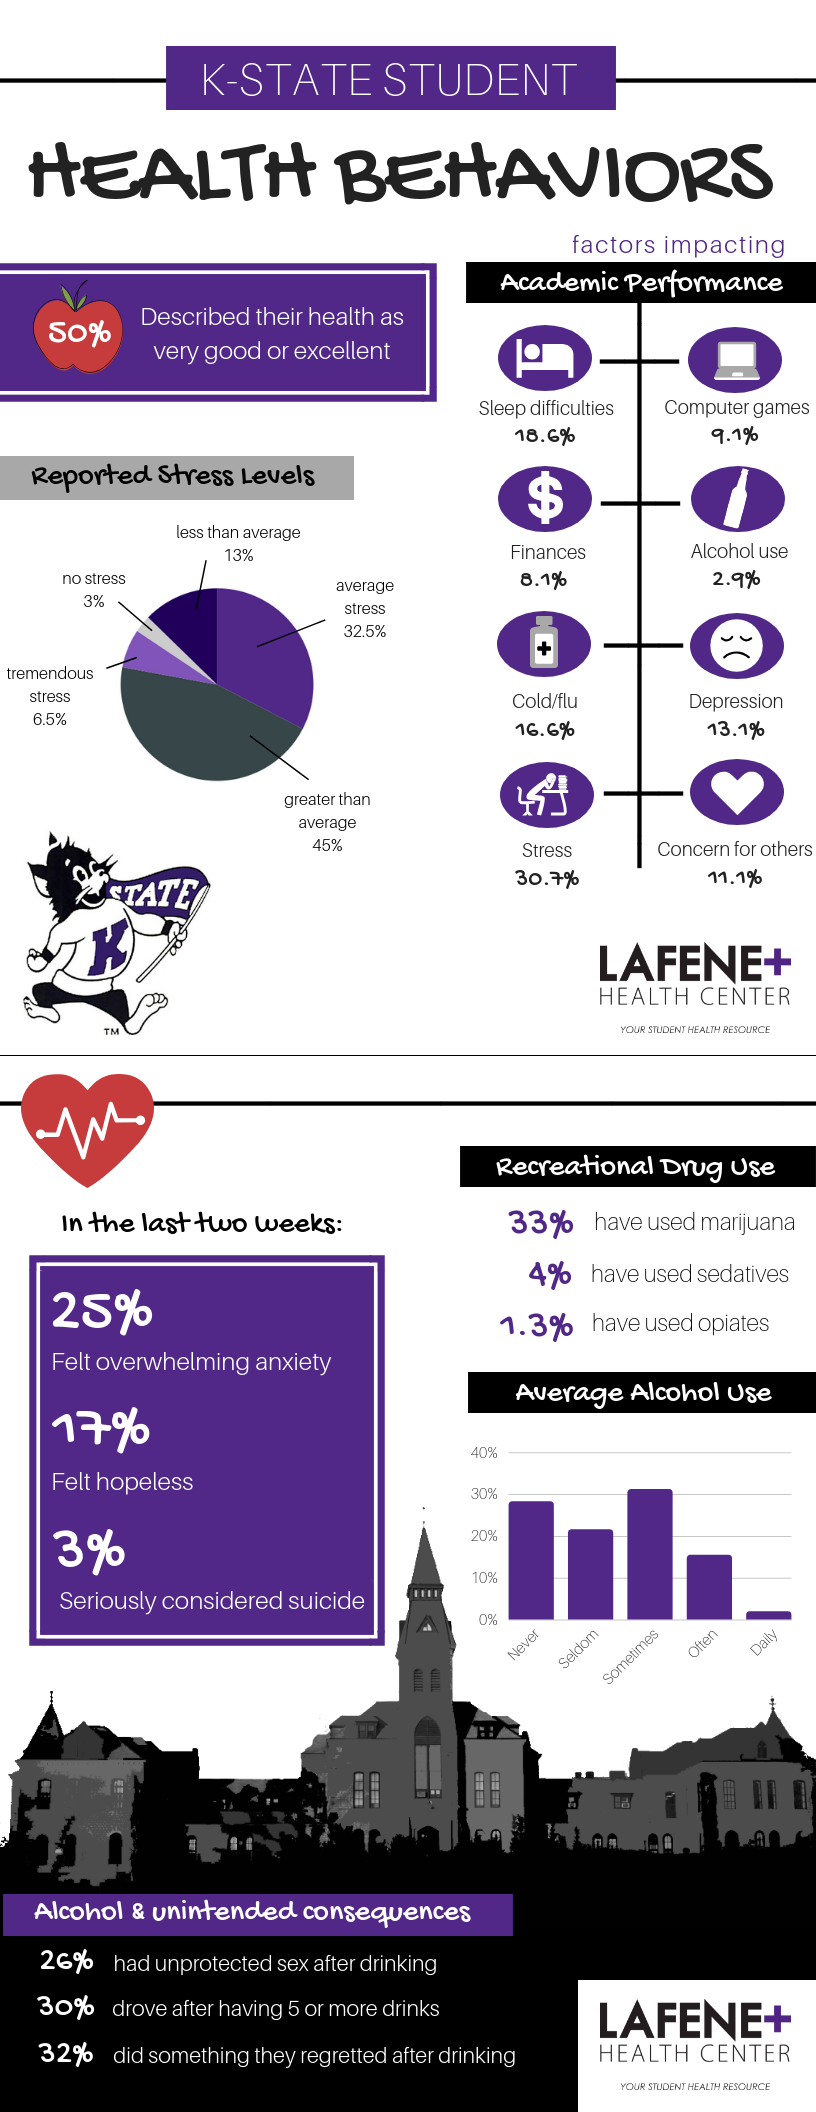 K-STATE STUDENT
HEALTH BEHAVIORS
50%
Described their health as
very good or excellent
Reported Stress Levels
less than average
13%
no stress
3%
average
stress
32.5%
tremendous
stress
6.5%
greater than
average
45%
STATE
K
TM
factors impacting
Academic Performance
Sleep difficulties
18.6%
Computer games
9.1%
Finances
8.1%
Alcohol use
2.9%
Cold/flu
16.6%
Depression
13.1%
Stress
30.7%
Concern for others
11.1%
LAFENE+
HEALTH CENTER
YOUR STUDENT HEALTH RESOURCE
In the last two weeks:
25%
Felt overwhelming anxiety
17%
Felt hopeless
3%
Seriously considered suicide
Recreational Drug Use
33% have used marijuana
4% have used sedatives
1.3% have used opiates
Average Alcohol Use
40%
30%
20%
10%
0%
Never
Seldom
Sometimes
Often
Daily
Alcohol & unintended consequences
26% had unprotected sex after drinking
30% drove after having 5 or more drinks
32% did something they regretted after drinking
LAFENE+
HEALTH CENTER
YOUR STUDENT HEALTH RESOURCE